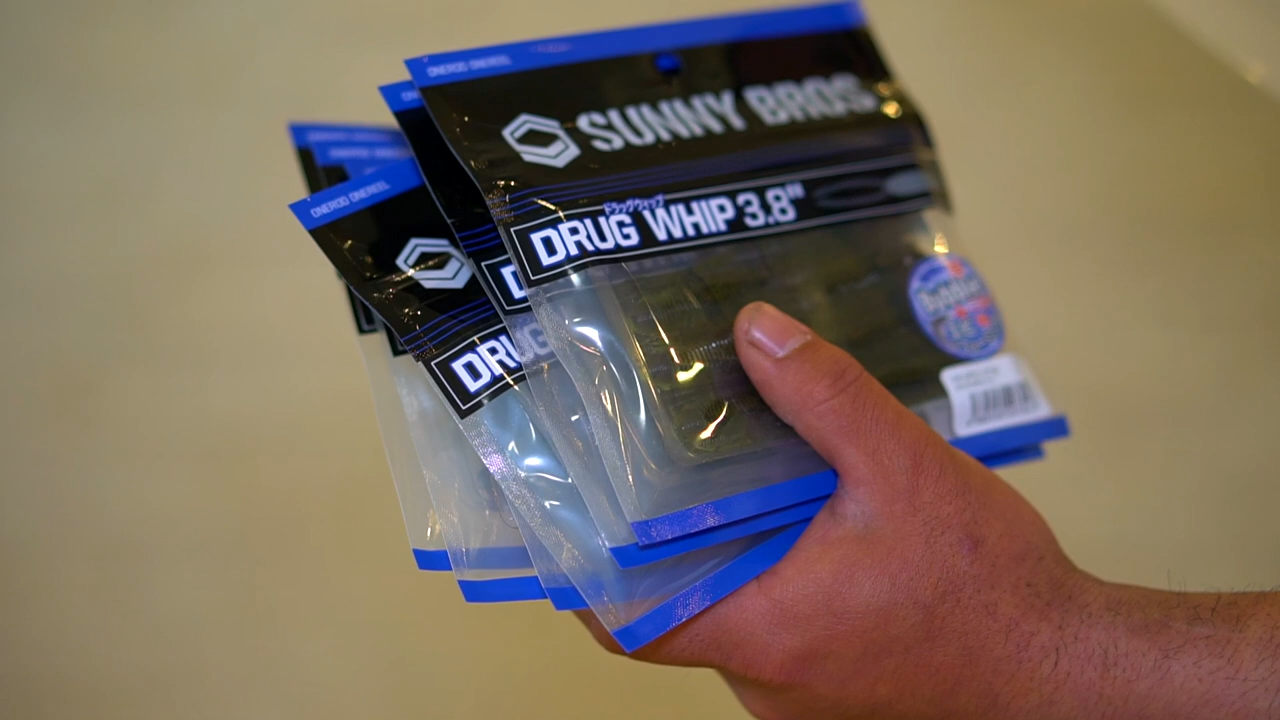 ONEROD ONEREEL
SUNNY BROS.
ドラッグウィップ
DRUG WHIP 3.8"
ONEROD ONEREEL
DRUG